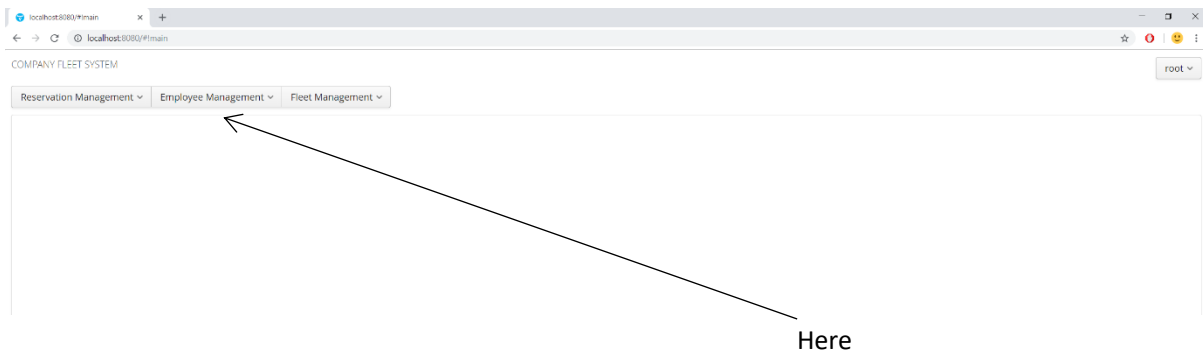 localhost:8080/#!main
localhost:8080/#!main
COMPANY FLEET SYSTEM
root
Reservation Management Employee Management Fleet Management
Here